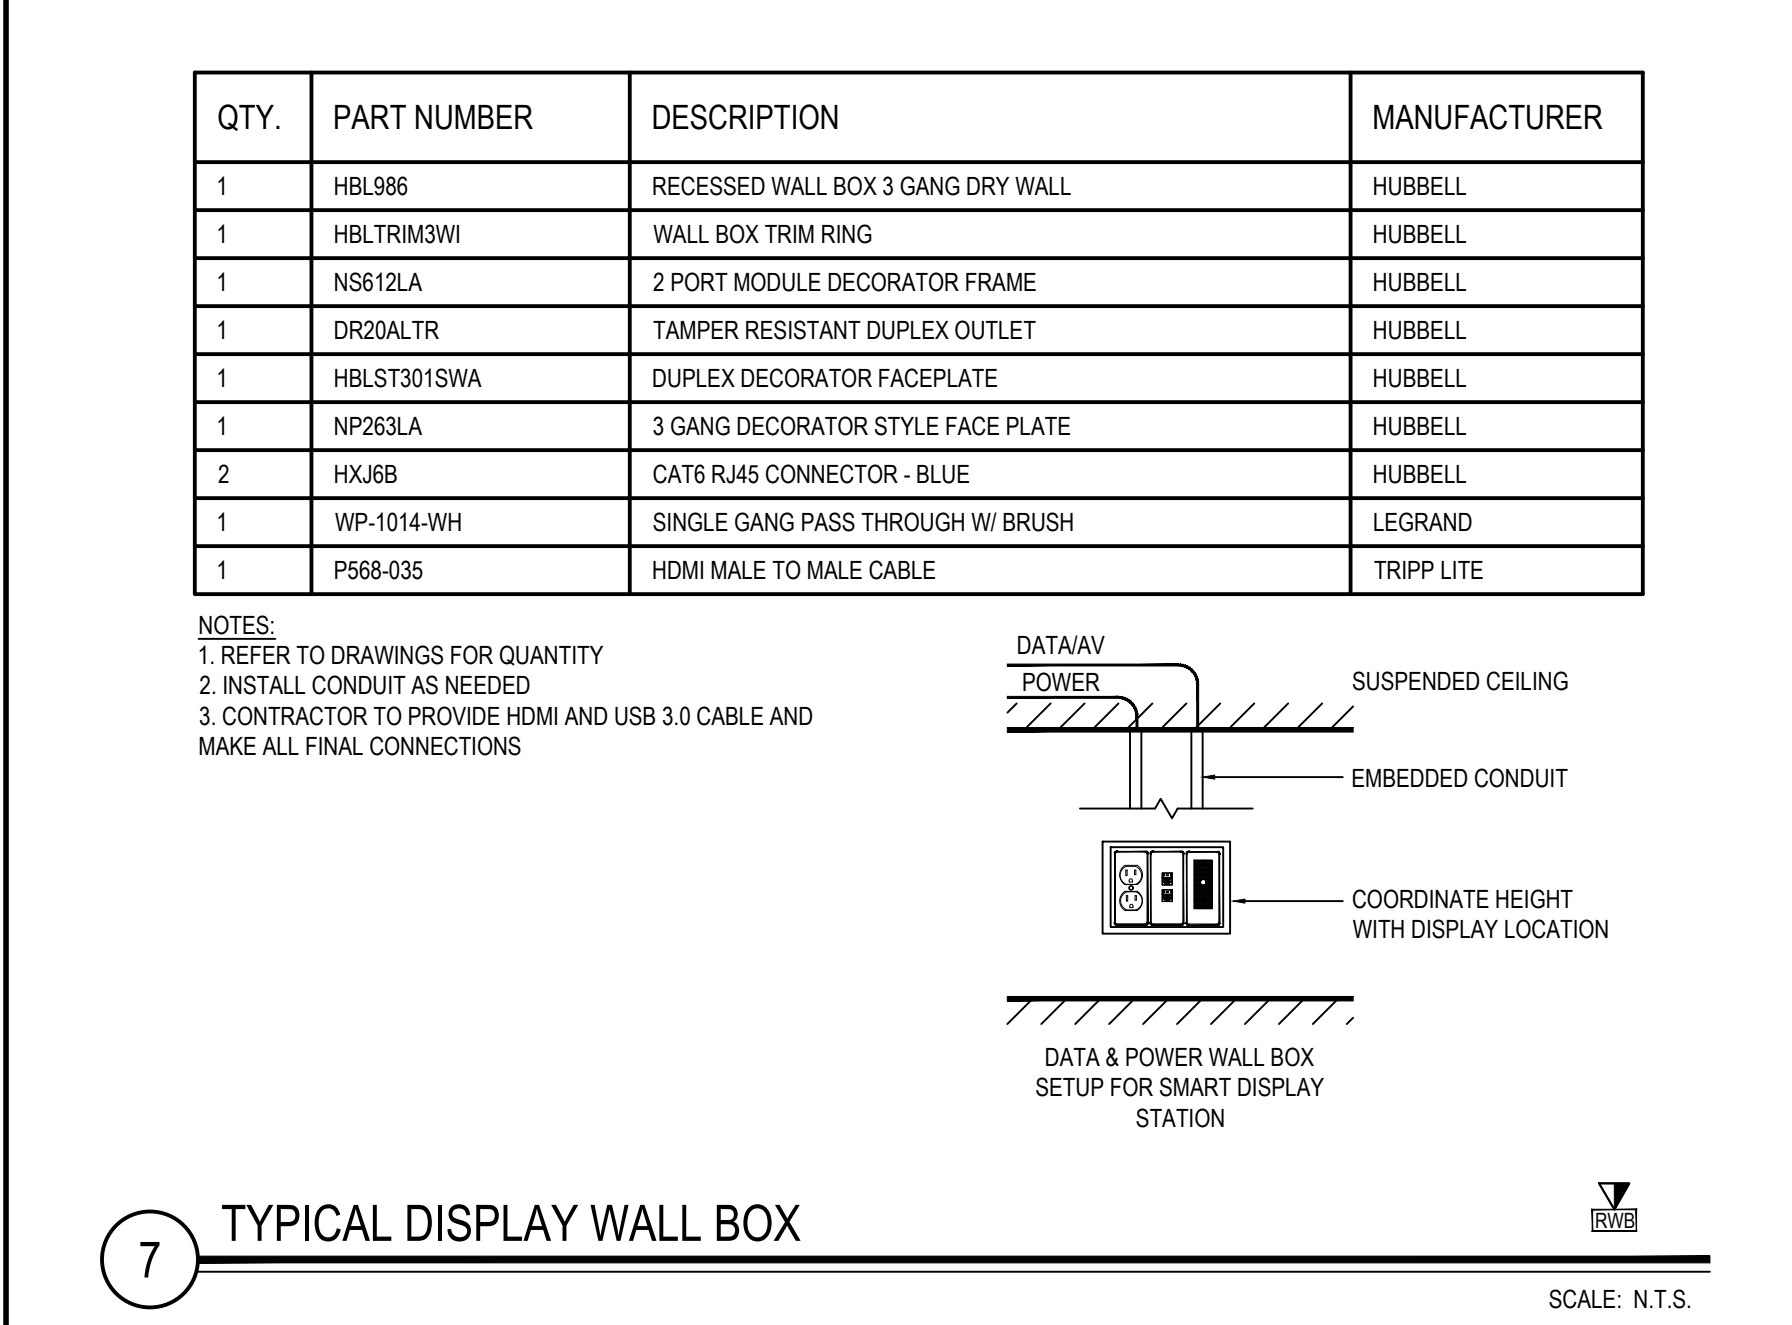 QTY. PART NUMBER DESCRIPTION MANUFACTURER
1 HBL986 RECESSED WALL BOX 3 GANG DRY WALL HUBBELL
1 HBLTRIM3WI WALL BOX TRIM RING HUBBELL
1 NS612LA 2 PORT MODULE DECORATOR FRAME HUBBELL
1 DR20ALTR TAMPER RESISTANT DUPLEX OUTLET HUBBELL
1 HBLST301SWA DUPLEX DECORATOR FACEPLATE HUBBELL
1 NP263LA 3 GANG DECORATOR STYLE FACE PLATE HUBBELL
2 HXJ6B CAT6 RJ45 CONNECTOR - BLUE HUBBELL
1 WP-1014-WH SINGLE GANG PASS THROUGH W/ BRUSH LEGRAND
1 P568-035 HDMI MALE TO MALE CABLE TRIPP LITE
NOTES:
1. REFER TO DRAWINGS FOR QUANTITY
2. INSTALL CONDUIT AS NEEDED
3. CONTRACTOR TO PROVIDE HDMI AND USB 3.0 CABLE AND
MAKE ALL FINAL CONNECTIONS
DATA/AV
POWER
SUSPENDED CEILING
EMBEDDED CONDUIT
COORDINATE HEIGHT
WITH DISPLAY LOCATION
DATA & POWER WALL BOX
SETUP FOR SMART DISPLAY
STATION
7
TYPICAL DISPLAY WALL BOX
RWB
SCALE: N.T.S.